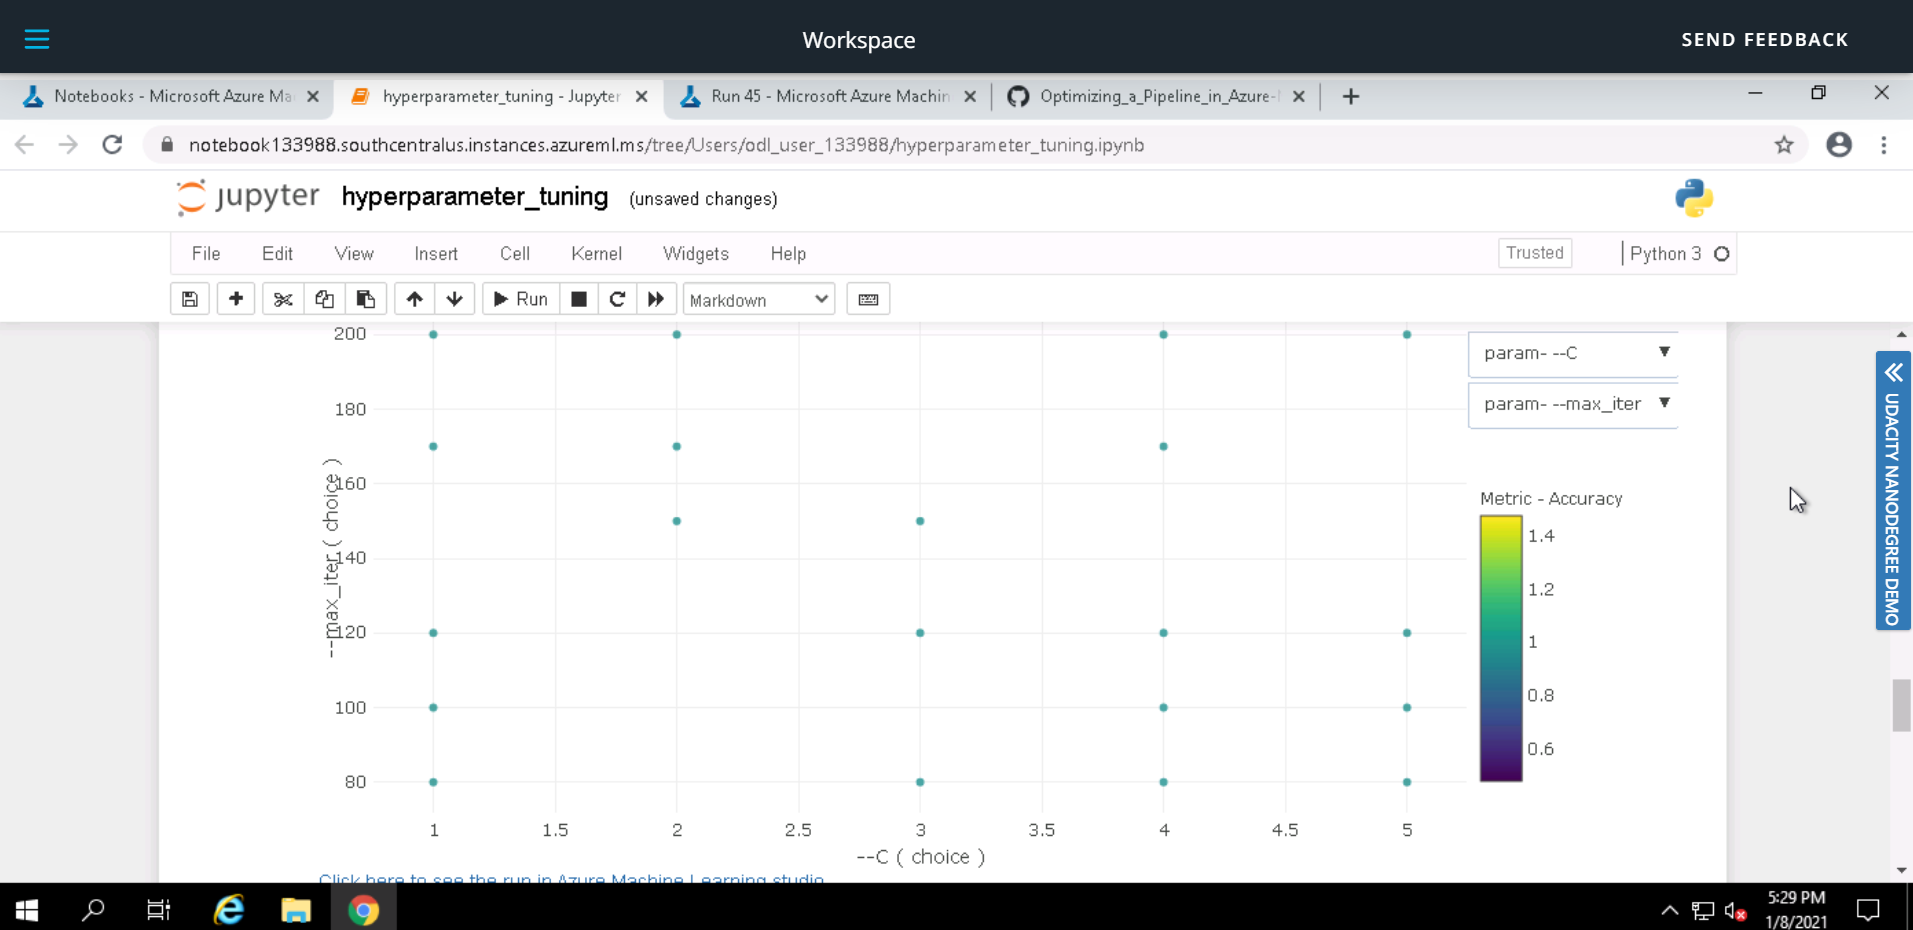 Workspace
SEND FEEDBACK
Notebooks - Microsoft Azure Ma
hyperparameter_tuning - Jupyter
Run 45 - Microsoft Azure Machin
Optimizing_a_Pipeline_in_Azure-
notebook133988.southcentralus.instances.azureml.ms/tree/Users/odl_user_133988/hyperparameter_tuning.ipynb
jupyter hyperparameter_tuning (unsaved changes)
File Edit View Insert Cell Kernel Widgets Help
Trusted
Python 3
Run
Markdown
200
180
160
140
120
100
80
--max_iter ( choice )
1 1.5 2 2.5 3 3.5 4 4.5 5
--C ( choice )
param- --C
param- --max_iter
Metric - Accuracy
1.4
1.2
1
0.8
0.6
UDACITY NANODEGREE DEMO
Click here to see the run in Azure Machine Learning studio
5:29 PM
1/8/2021